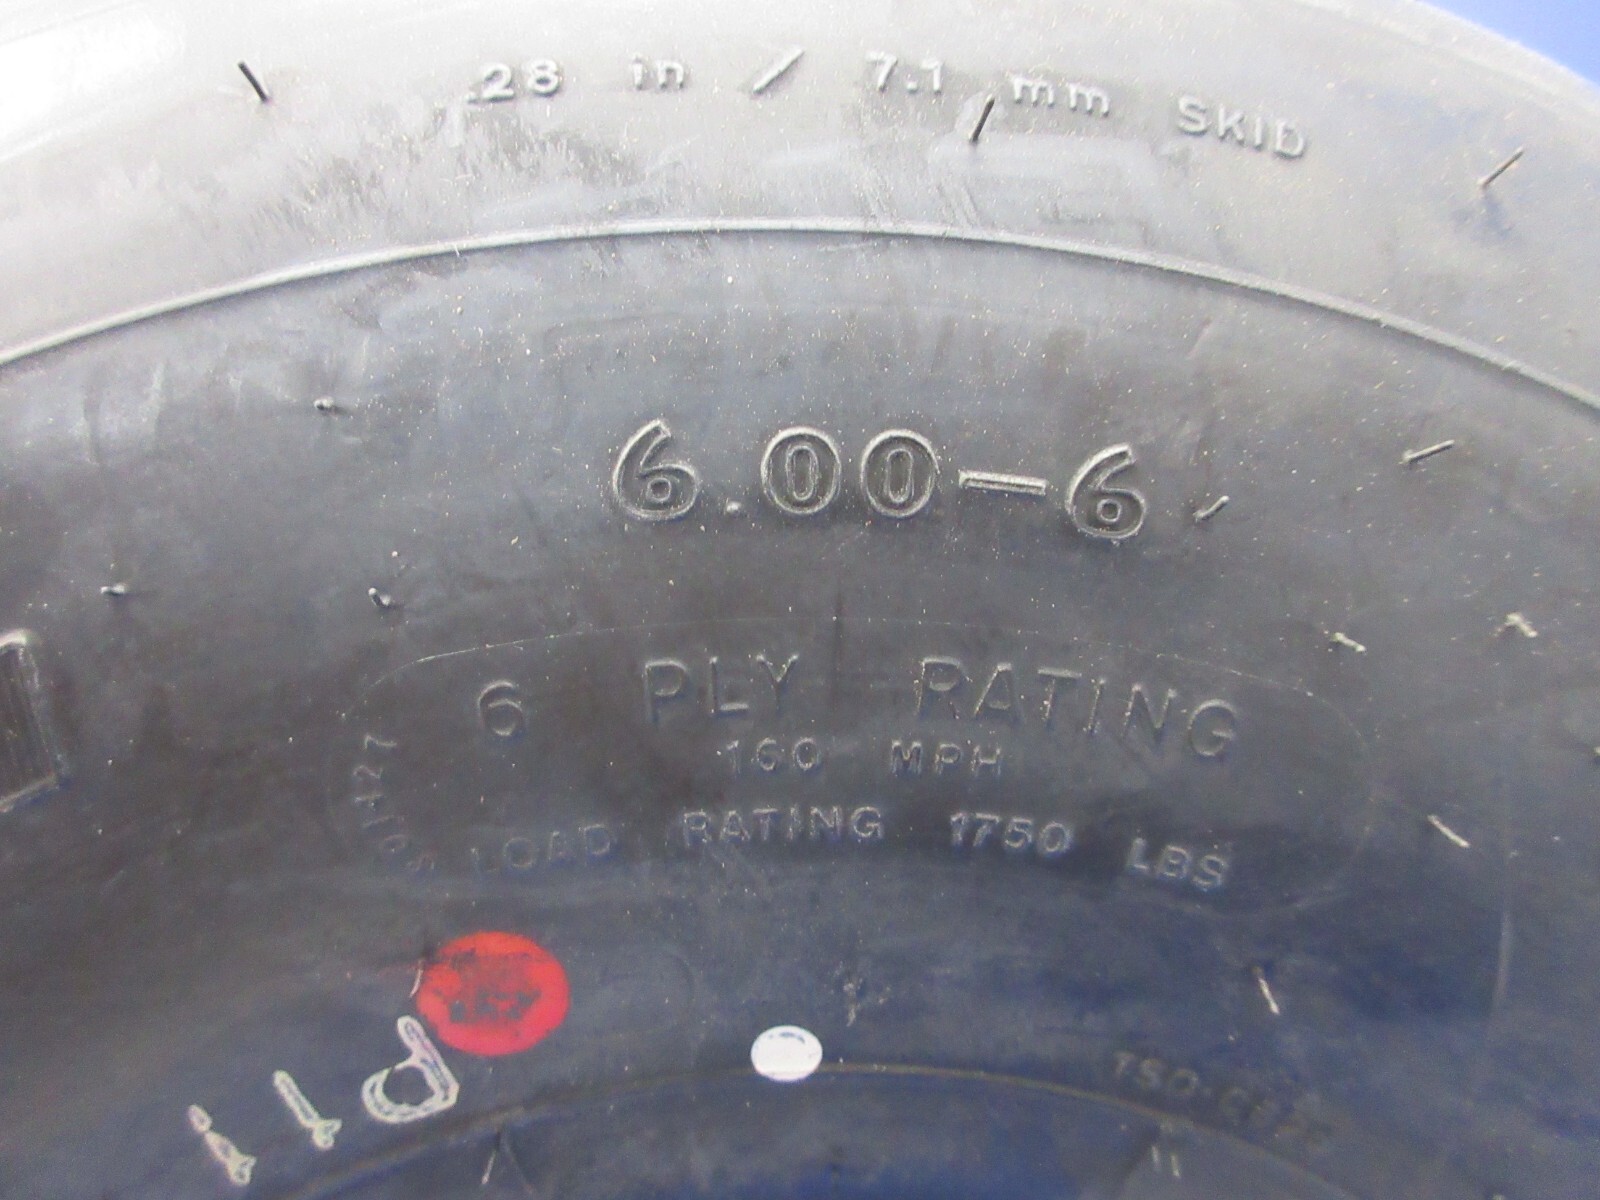 .28 in / 7.1 mm SKID
6.00-6
6 PLY RATING
160 MPH
LOAD RATING 1750 LBS